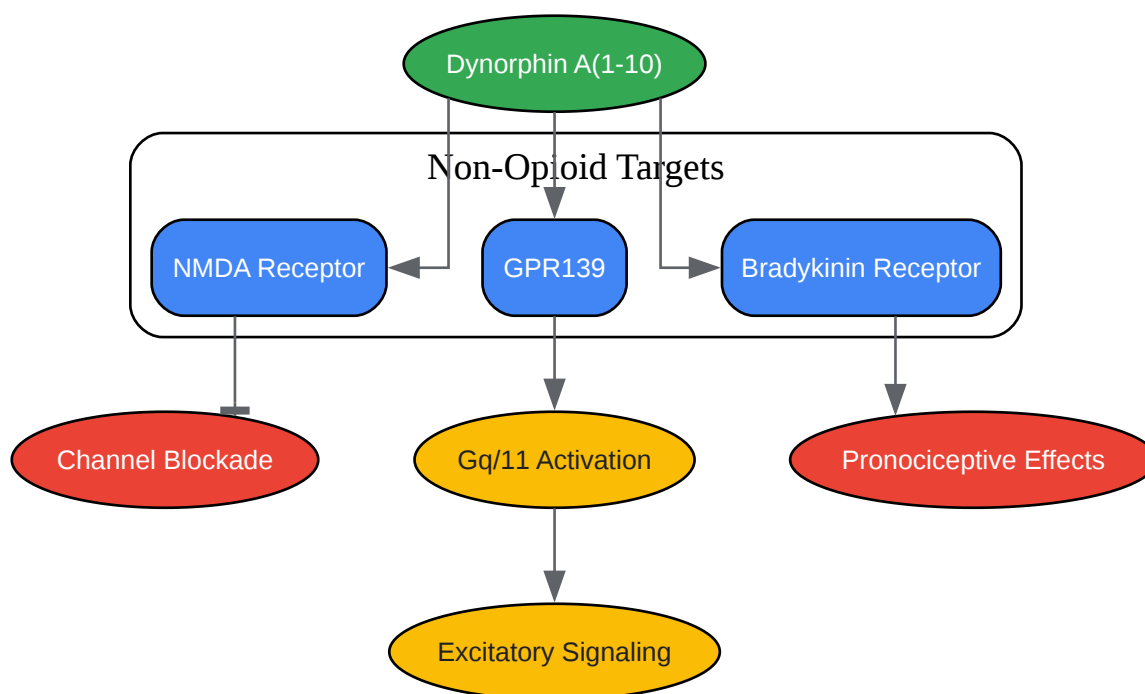 Dynorphin A(1-10)
Non-Opioid Targets
NMDA Receptor
GPR139
Bradykinin Receptor
Channel Blockade
Gq/11 Activation
Pronociceptive Effects
Excitatory Signaling